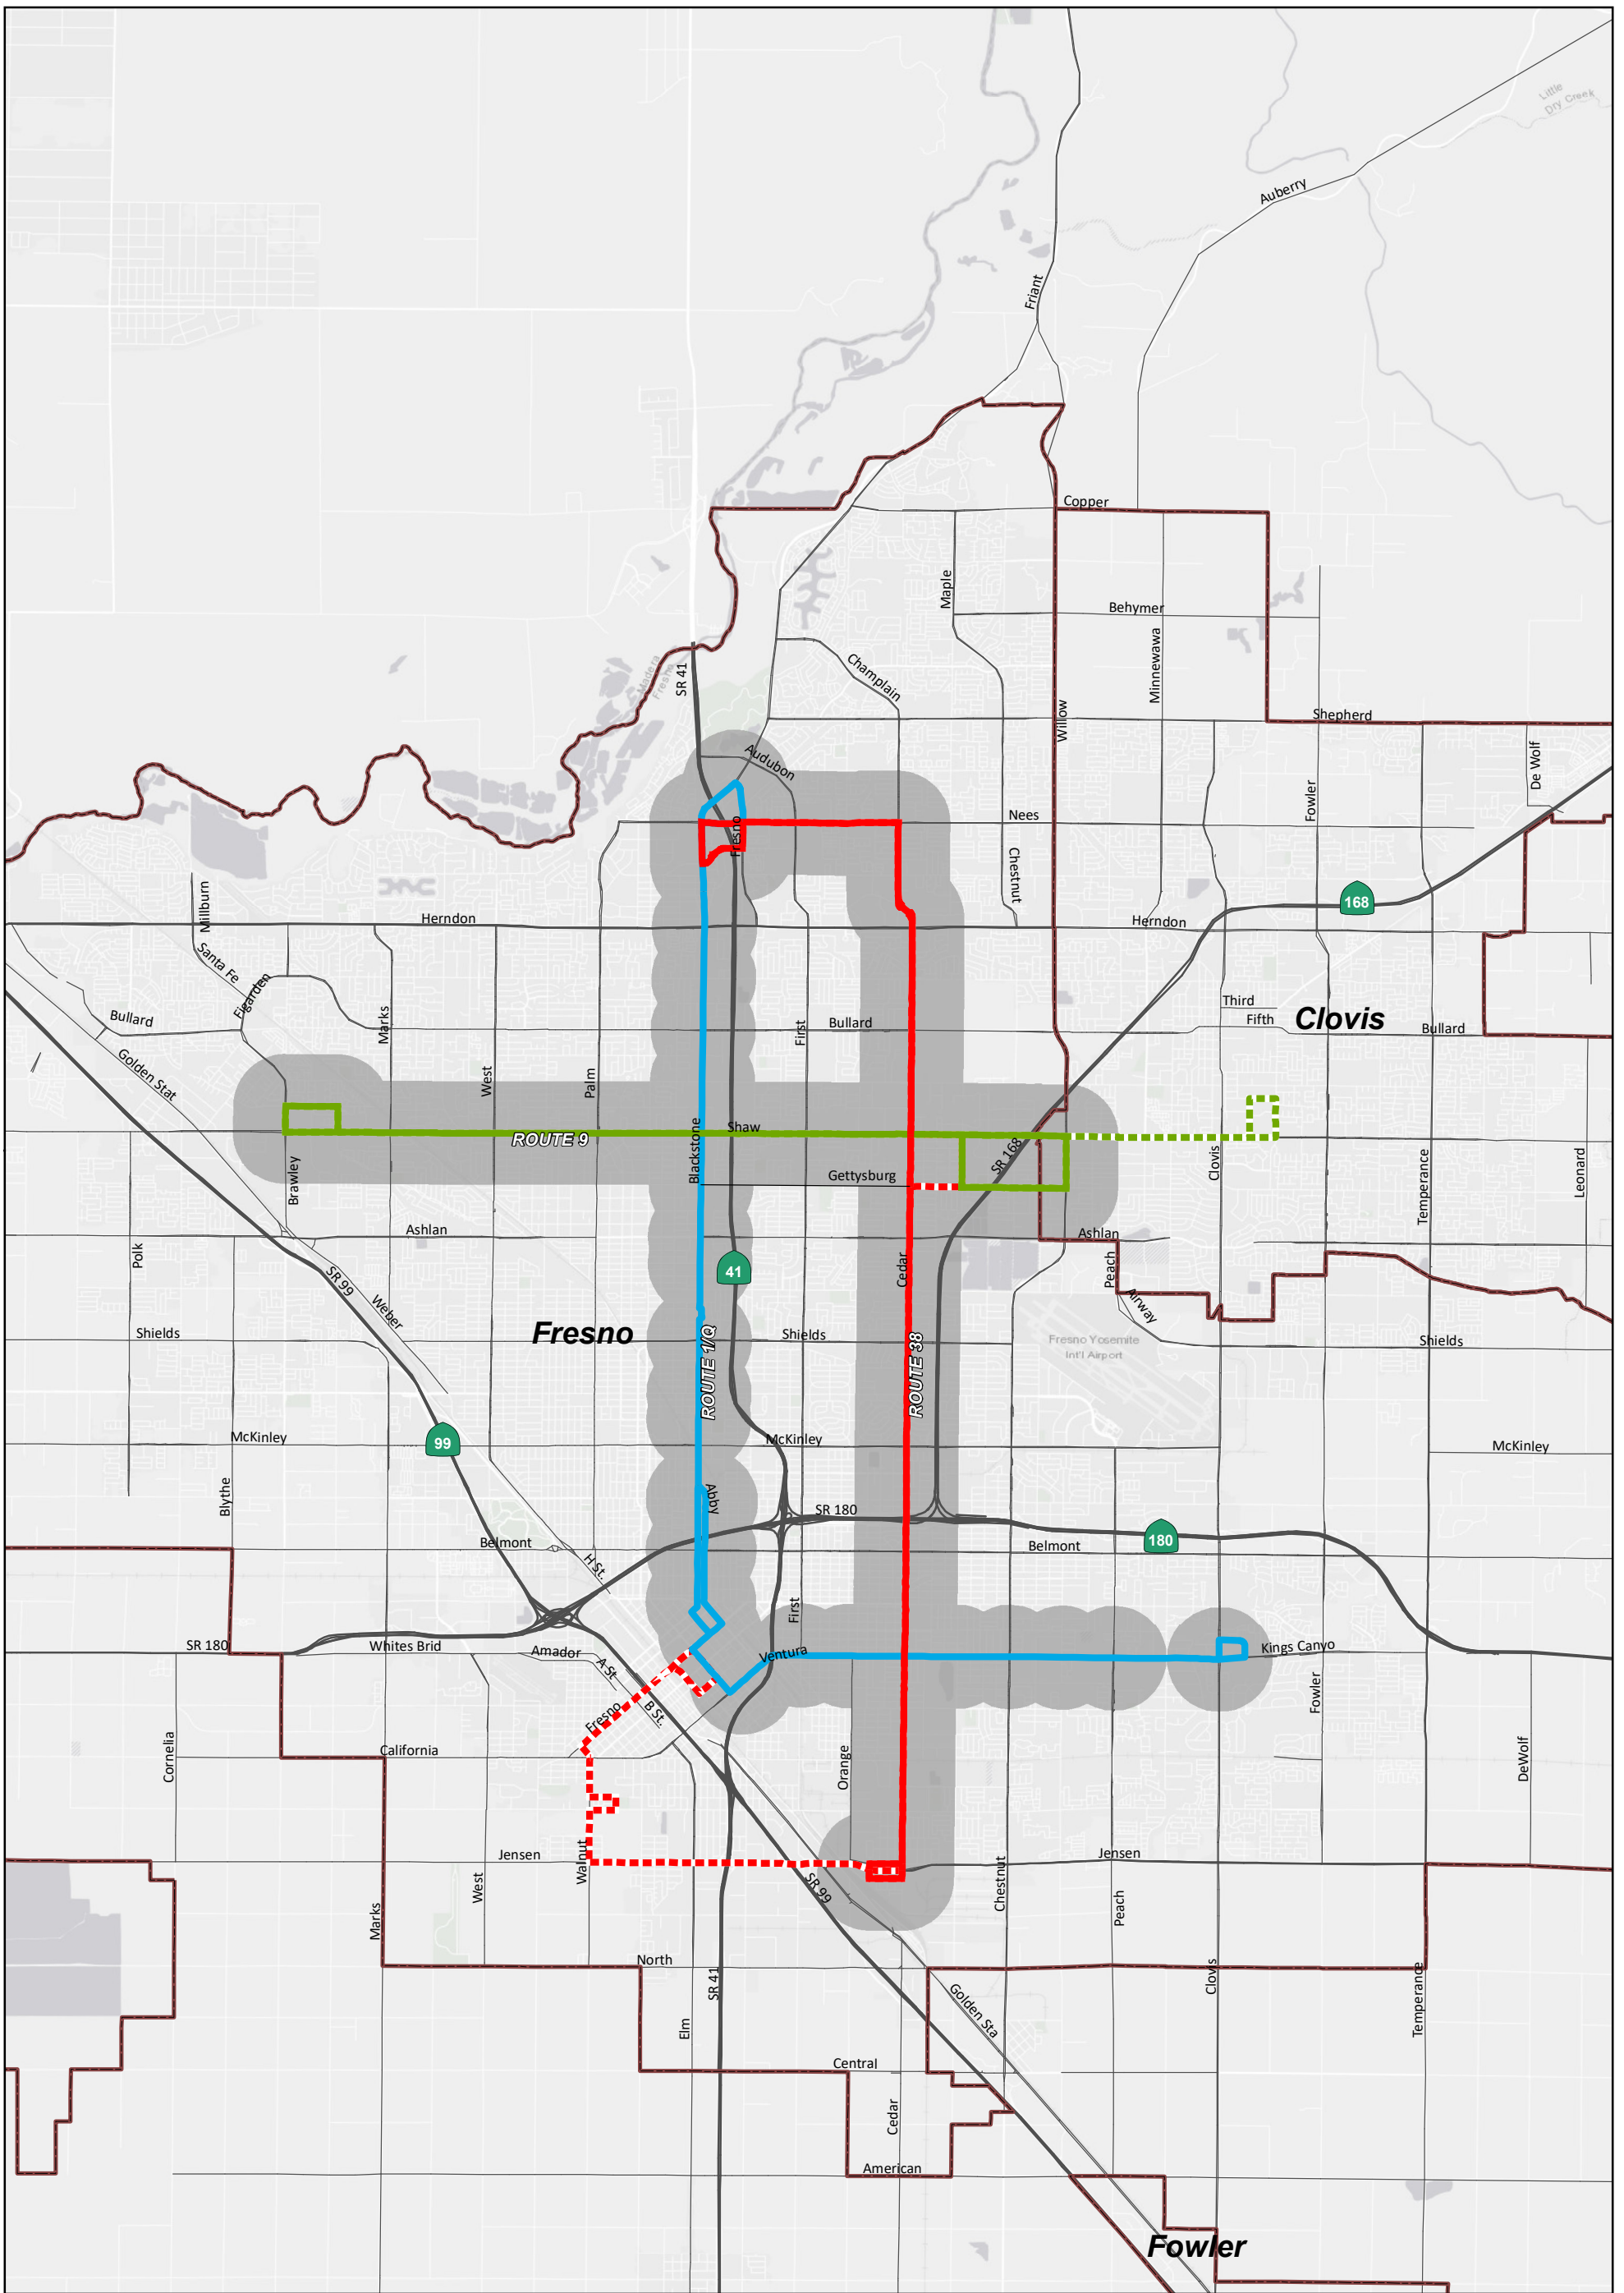 Little
Dry Creek
Auberry
Friant
Copper
Maple
Behymer
Minnewawa
Champlain
Madera
Fresno
SR 41
Willow
Shepherd
Audubon
De Wolf
Fowler
Nees
Fresno
Chestnut
168
Millburn
Herndon
Herndon
Santa Fe
Figarden
Third
Clovis
Fifth
Bullard
Marks
First
Bullard
Bullard
Golden Stat
West
Palm
Shaw
ROUTE 9
Blackstone
SR 168
Clovis
Gettysburg
Brawley
Temperance
Leonard
Ashlan
Ashlan
Polk
Cedar
Peach
41
SR 99
Weber
Airway
Fresno
Shields
Shields
Fresno Yosemite
Int'l Airport
Shields
ROUTE 1/Q
ROUTE 38
McKinley
99
McKinley
McKinley
Blythe
Abby
SR 180
180
Belmont
Belmont
H St.
First
SR 180
Whites Brid
Amador
A St
Ventura
Kings Canyo
Fowler
Fresno
B St.
Cornelia
California
Orange
DeWolf
Jensen
Walnut
Jensen
West
SR 99
Chestnut
Peach
Marks
North
SR 41
Clovis
Temperance
Golden Sta
Elm
Central
Cedar
American
Fowler